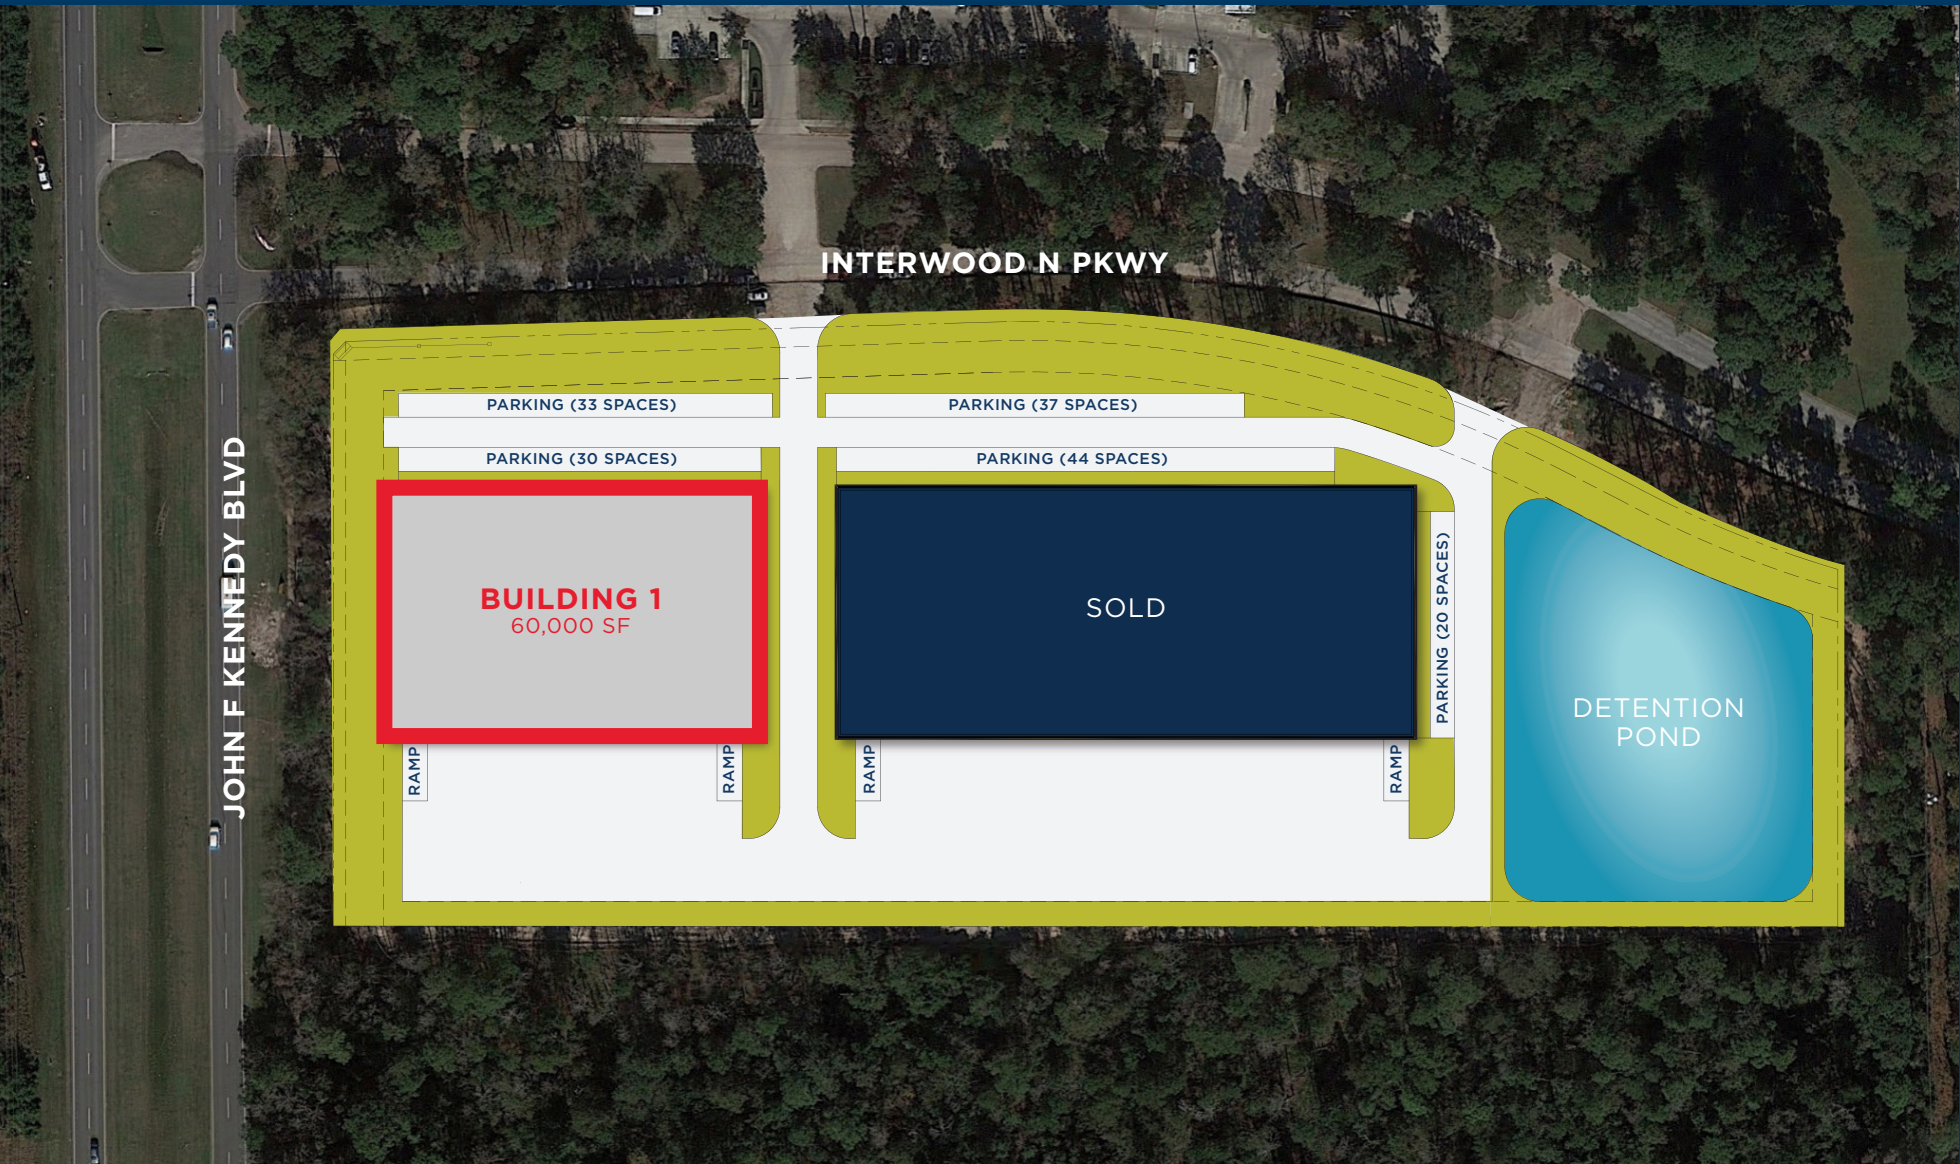 INTERWOOD N PKWY
JOHN F KENNEDY BLVD
PARKING (33 SPACES)
PARKING (37 SPACES)
PARKING (30 SPACES)
PARKING (44 SPACES)
BUILDING 1
60,000 SF
SOLD
PARKING (20 SPACES)
DETENTION
POND
RAMP
RAMP
RAMP
RAMP